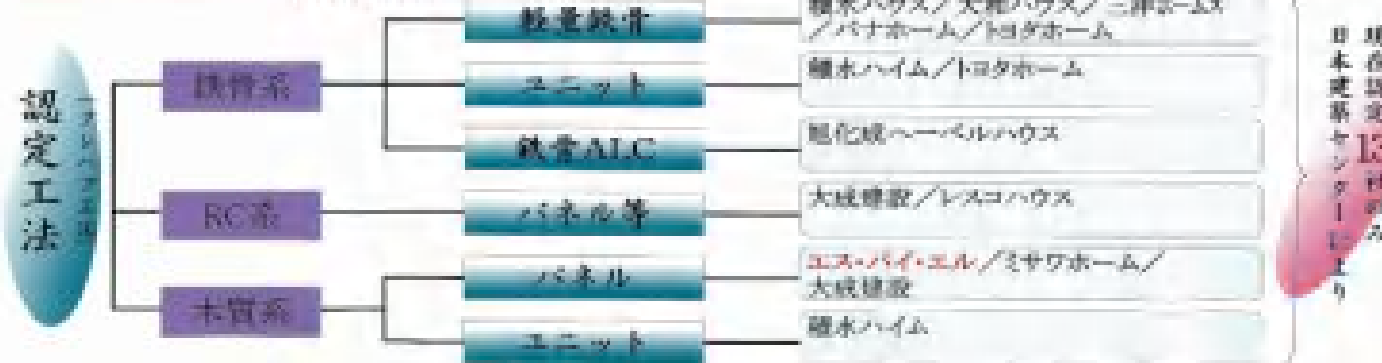 認定工法
鉄骨系
RC系
木質系
軽量鉄骨
ユニット
鉄骨ALC
パネル等
パネル
ユニット
積水ハウス/大和ハウス/三洋ホームズ
/パナホーム/トヨタホーム
積水ハイム/トヨタホーム
旭化成ヘーベルハウス
大成建設/レスコハウス
エス・バイ・エル/ミサワホーム/
大成建設
積水ハイム
現在認定13社のみ
日本建築センターにより